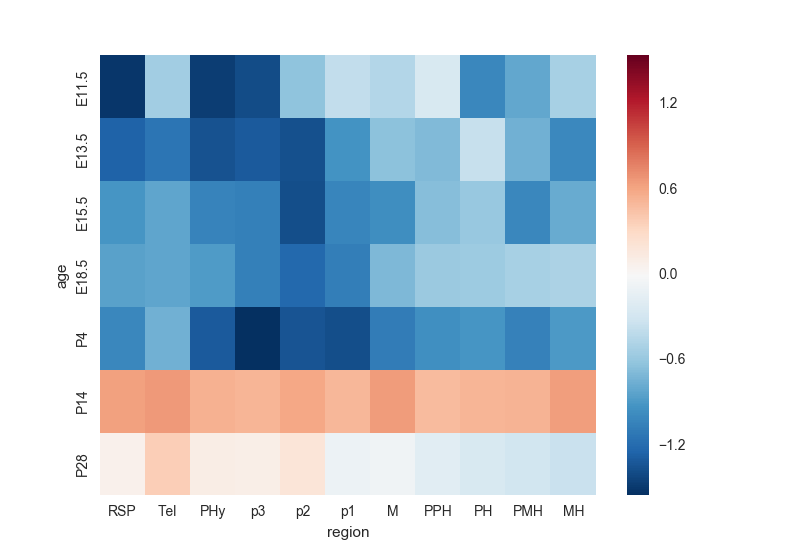 age
E11.5
E13.5
E15.5
E18.5
P4
P14
P28
RSP Tel PHy p3 p2 p1 M PPH PH PMH MH
region
1.2
0.6
0.0
−0.6
−1.2